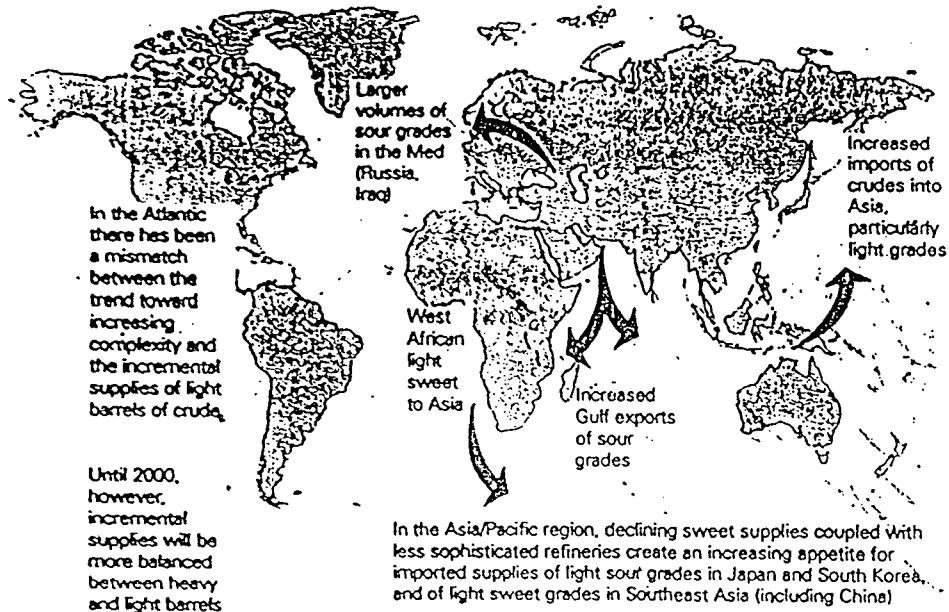 Larger
volumes of
sour grades
in the Med
(Russia,
Iraq)
Increased
imports of
crudes into
Asia,
particularly
light grades
In the Atlantic
there has been
a mismatch
between the
trend toward
increasing
complexity and
the incremental
supplies of light
barrels of crude.
West
African
light
sweet
to Asia
Increased
Gulf exports
of sour
grades
Until 2000,
however,
incremental
supplies will be
more balanced
between heavy
and light barrels
In the Asia/Pacific region, declining sweet supplies coupled with
less sophisticated refineries create an increasing appetite for
imported supplies of light sour grades in Japan and South Korea,
and of light sweet grades in Southeast Asia (including China)